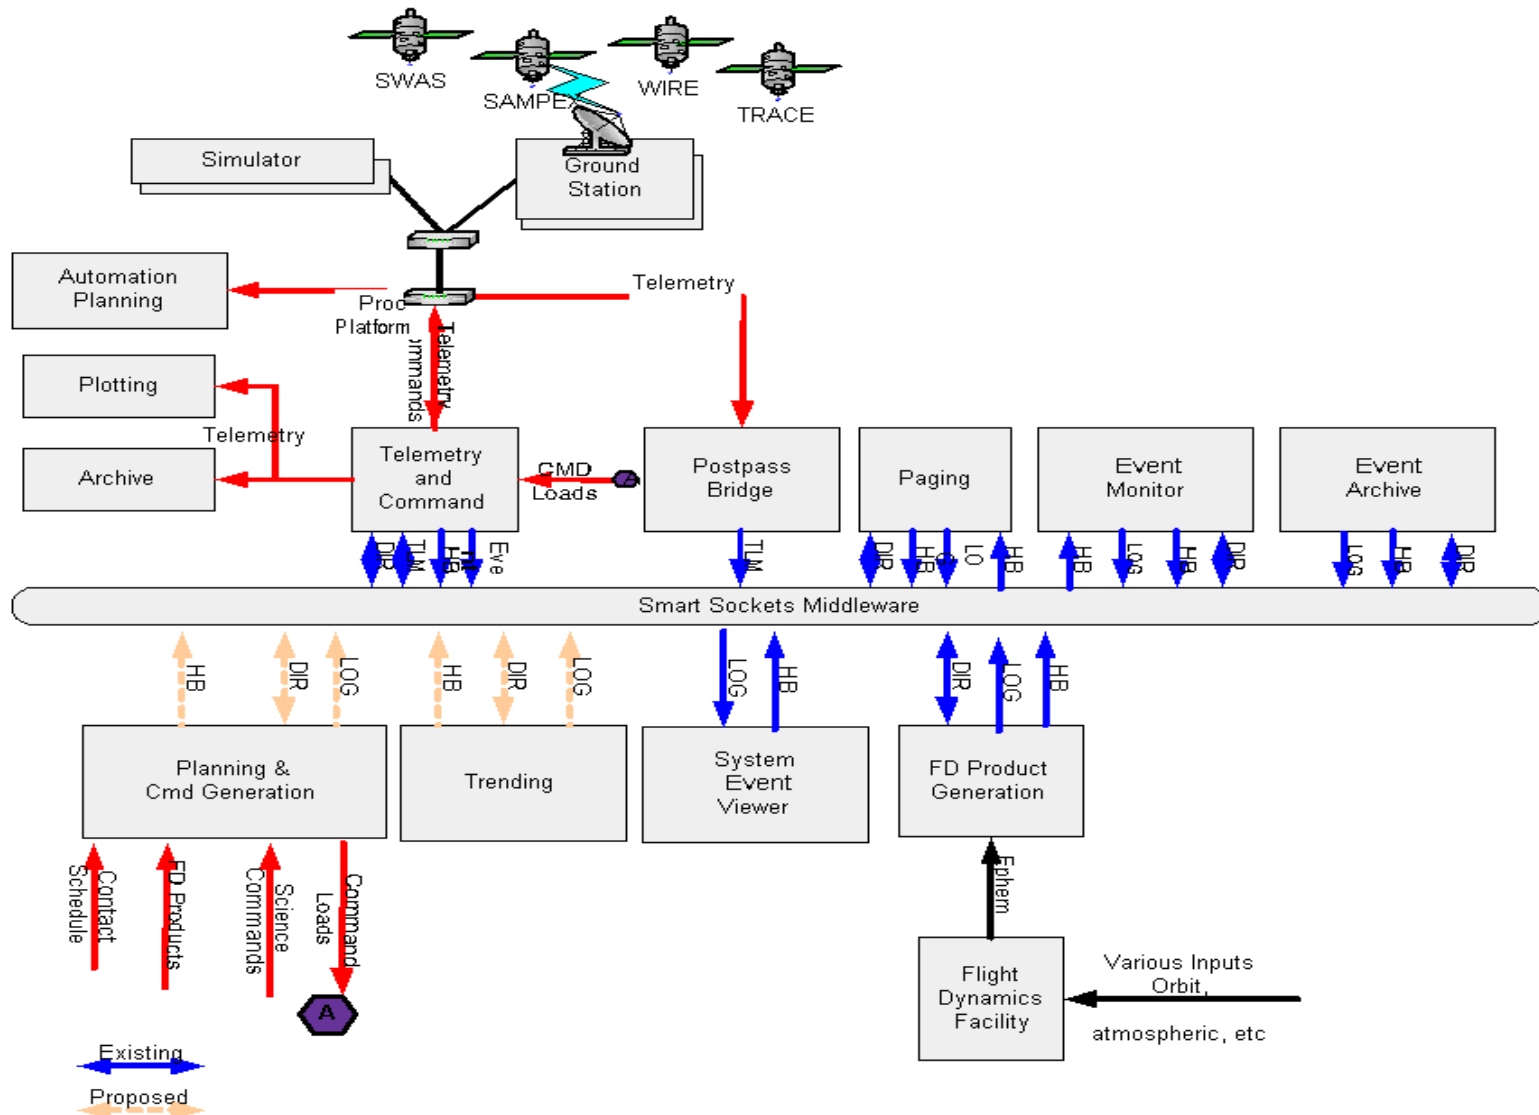 SWAS
SAMPEX
WIRE
TRACE
Simulator
Ground
Station
Automation
Planning
Telemetry
Proc
Platform
Telemetry
ommands
Plotting
Telemetry
Archive
Telemetry
and
Command
CMD
Loads
Postpass
Bridge
Paging
Event
Monitor
Event
Archive
DIR
TLM
HB
Eve
nt
TLM
DIR
HB
LO
G
HB
HB
Log
HB
DIR
Log
HB
DIR
Smart Sockets Middleware
HB
DIR
LOG
HB
DIR
LOG
LOG
HB
DIR
LOG
HB
Planning &
Cmd Generation
Trending
System
Event
Viewer
FD Product
Generation
Contact
Schedule
FD Products
Science
Commands
Command
Loads
Ephem
A
Flight
Dynamics
Facility
Various Inputs
Orbit,
atmospheric, etc
Existing
Proposed